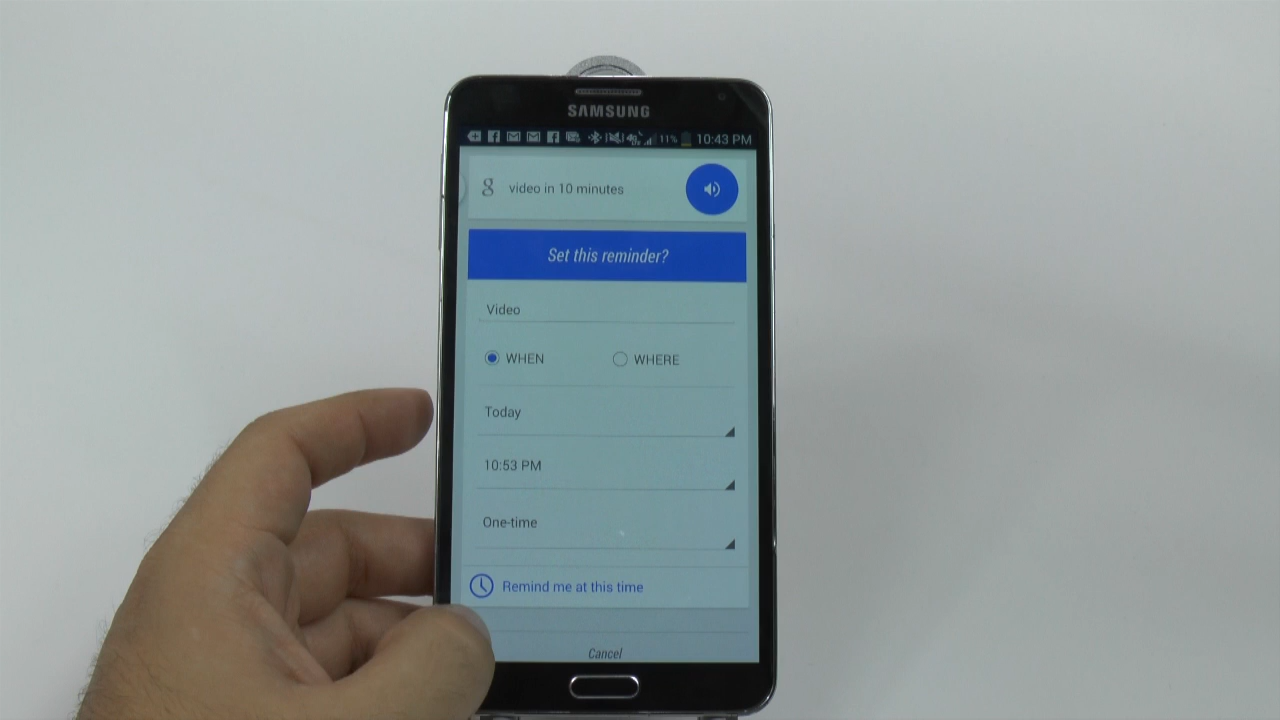 SAMSUNG
11% 10:43 PM
g video in 10 minutes
Set this reminder?
Video
WHEN WHERE
Today
10:53 PM
One-time
Remind me at this time
Cancel